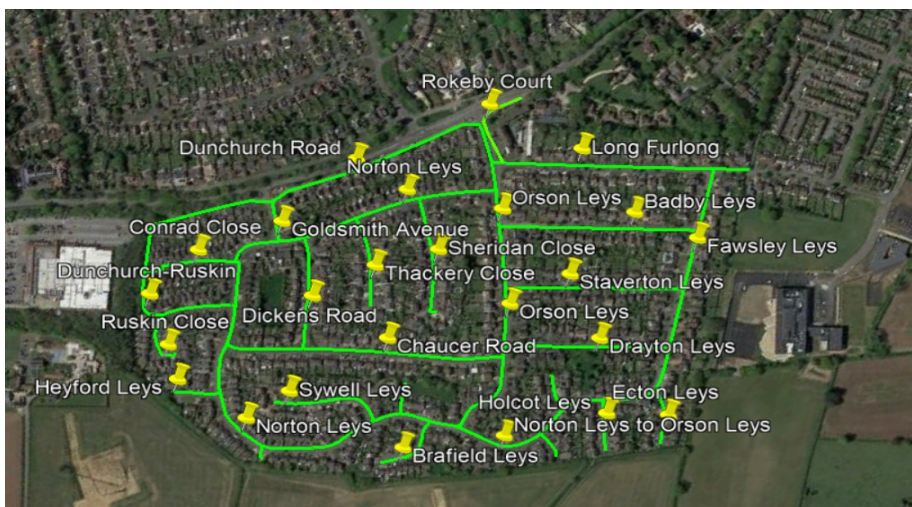 Rokeby Court
Dunchurch Road
Long Furlong
Norton Leys
Orson Leys
Badby Leys
Conrad Close
Goldsmith Avenue
Sheridan Close
Fawsley Leys
Dunchurch-Ruskin
Thackery Close
Staverton Leys
Ruskin Close
Dickens Road
Orson Leys
Chaucer Road
Drayton Leys
Heyford Leys
Sywell Leys
Holcot Leys
Ecton Leys
Norton Leys
Norton Leys to Orson Leys
Brafield Leys